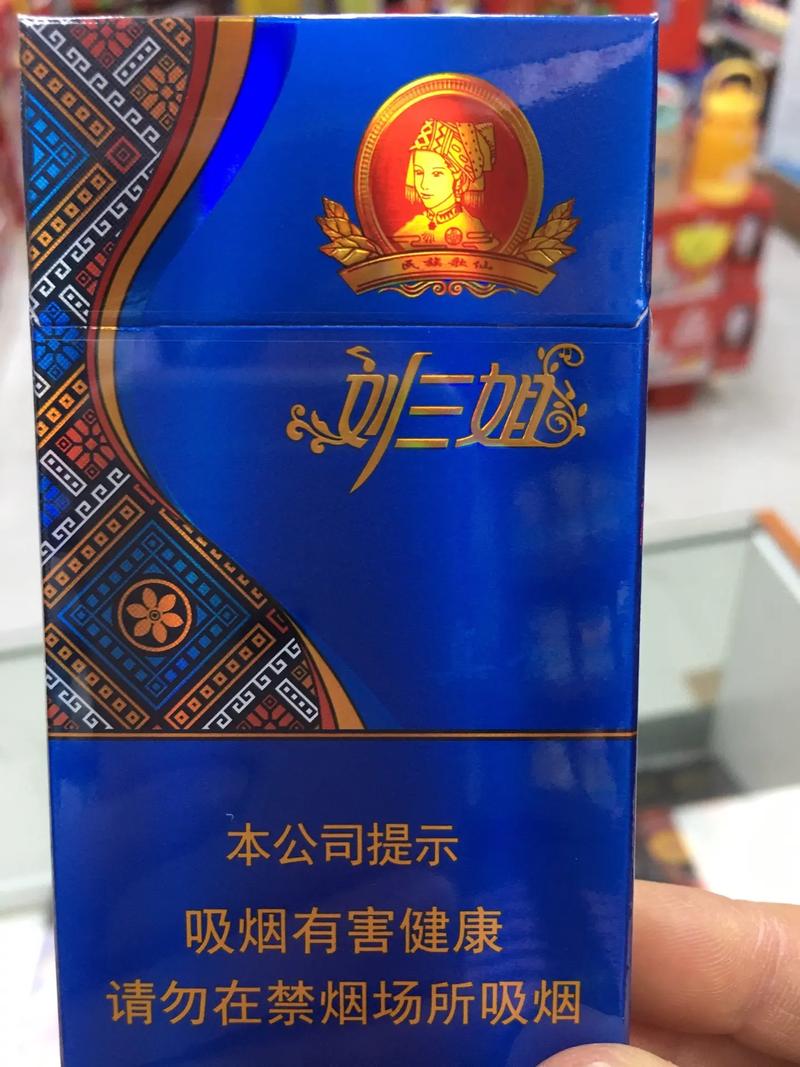 民族歌仙
刘三姐
本公司提示
吸烟有害健康
请勿在禁烟场所吸烟